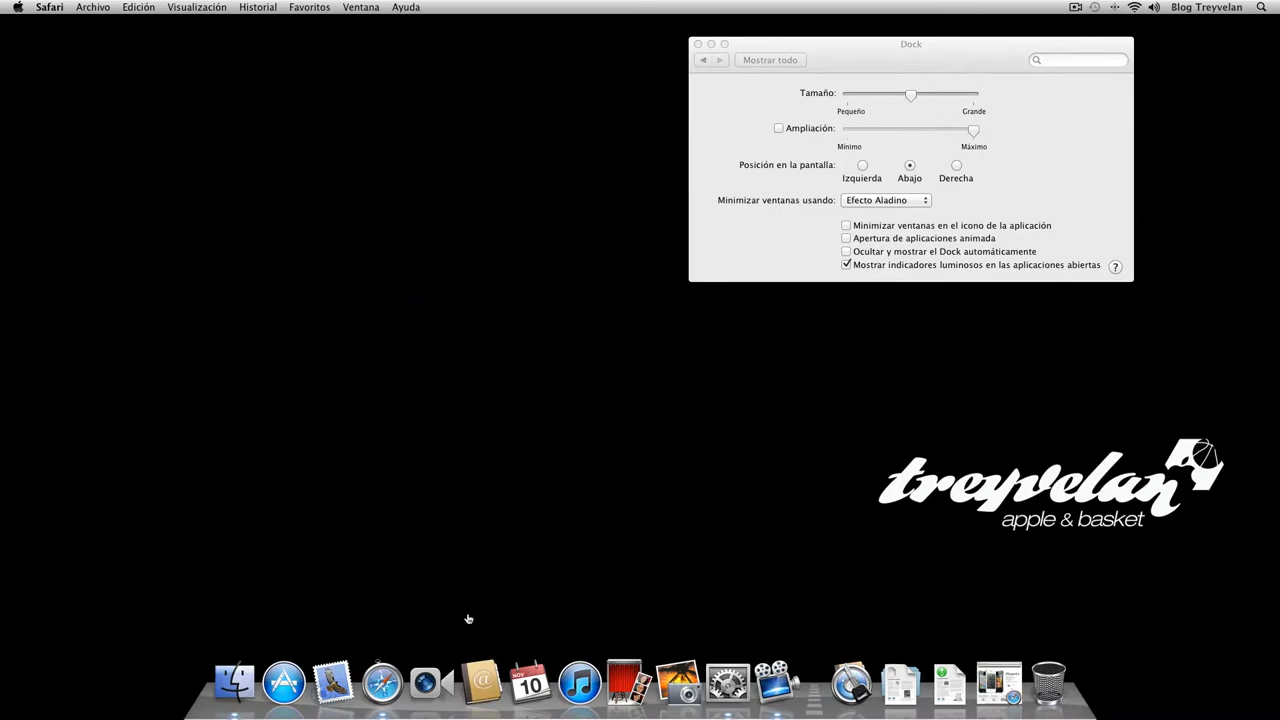 Safari Archivo Edición Visualización Historial Favoritos Ventana Ayuda Blog Treyvelan
Dock
Mostrar todo
Tamaño:
Pequeño Grande
Ampliación:
Mínimo Máximo
Posición en la pantalla:
Izquierda Abajo Derecha
Minimizar ventanas usando: Efecto Aladino
Minimizar ventanas en el icono de la aplicación
Apertura de aplicaciones animada
Ocultar y mostrar el Dock automáticamente
Mostrar indicadores luminosos en las aplicaciones abiertas ?
treyvelan
apple & basket
@
NOV
10